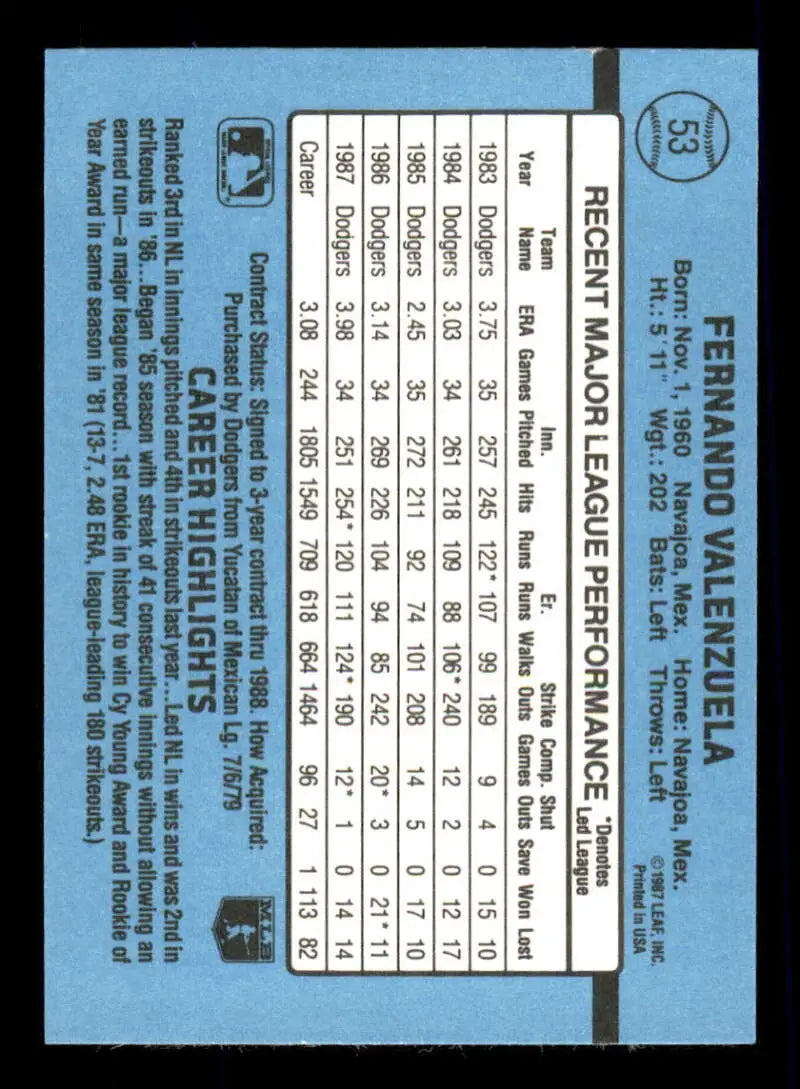 53
FERNANDO VALENZUELA
Born: Nov. 1, 1960 Navajoa, Mex. Home: Navajoa, Mex.
Ht.: 5' 11" Wgt.: 202 Bats: Left Throws: Left
©1987 LEAF, INC.
Printed in USA
RECENT MAJOR LEAGUE PERFORMANCE *Denotes
Led League
Team Inn. Er. Strike Comp. Shut
Year Name ERA Games Pitched Hits Runs Runs Walks Outs Games Outs Save Won Lost
1983 Dodgers 3.75 35 257 245 122* 107 99 189 9 4 0 15 10
1984 Dodgers 3.03 34 261 218 109 88 106* 240 12 2 0 12 17
1985 Dodgers 2.45 35 272 211 92 74 101 208 14 5 0 17 10
1986 Dodgers 3.14 34 269 226 104 94 85 242 20* 3 0 21* 11
1987 Dodgers 3.98 34 251 254* 120 111 124* 190 12* 1 0 14 14
Career 3.08 244 1805 1549 709 618 664 1464 96 27 1 113 82
Contract Status: Signed to 3-year contract thru 1988. How Acquired:
Purchased by Dodgers from Yucatan of Mexican Lg. 7/6/79
MLB
CAREER HIGHLIGHTS
Ranked 3rd in NL in innings pitched and 4th in strikeouts last year...Led NL in wins and was 2nd in
strikeouts in '86...Began '85 season with streak of 41 consecutive innings without allowing an
earned run—a major league record...1st rookie in history to win Cy Young Award and Rookie of
Year Award in same season in '81 (13-7, 2.48 ERA, league-leading 180 strikeouts.)